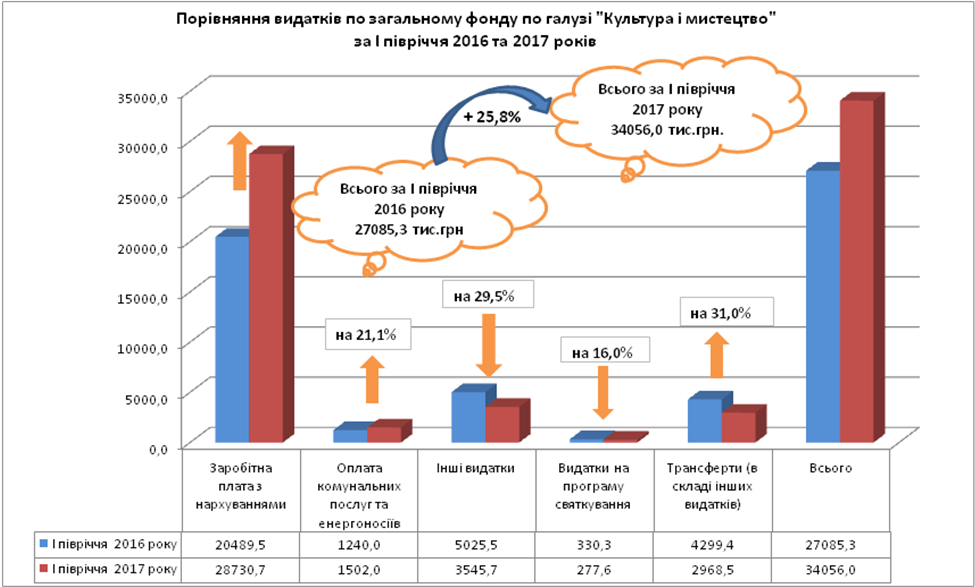 Порівняння видатків по загальному фонду по галузі "Культура і мистецтво"
за І півріччя 2016 та 2017 років
35000,0
30000,0
25000,0
20000,0
15000,0
10000,0
5000,0
0,0
Всього за І півріччя
2016 року
27085,3 тис.грн
+ 25,8%
Всього за І півріччя
2017 року
34056,0 тис.грн.
на 21,1%
на 29,5%
на 16,0%
на 31,0%
Заробітна
плата з
нархуваннями
Оплата
комунальних
послуг та
енергоносіїв
Інші видатки
Видатки на
програму
святкування
Трансферти (в
складі інших
видатків)
Всього
І півріччя 2016 року 20489,5 1240,0 5025,5 330,3 4299,4 27085,3
І півріччя 2017 року 28730,7 1502,0 3545,7 277,6 2968,5 34056,0